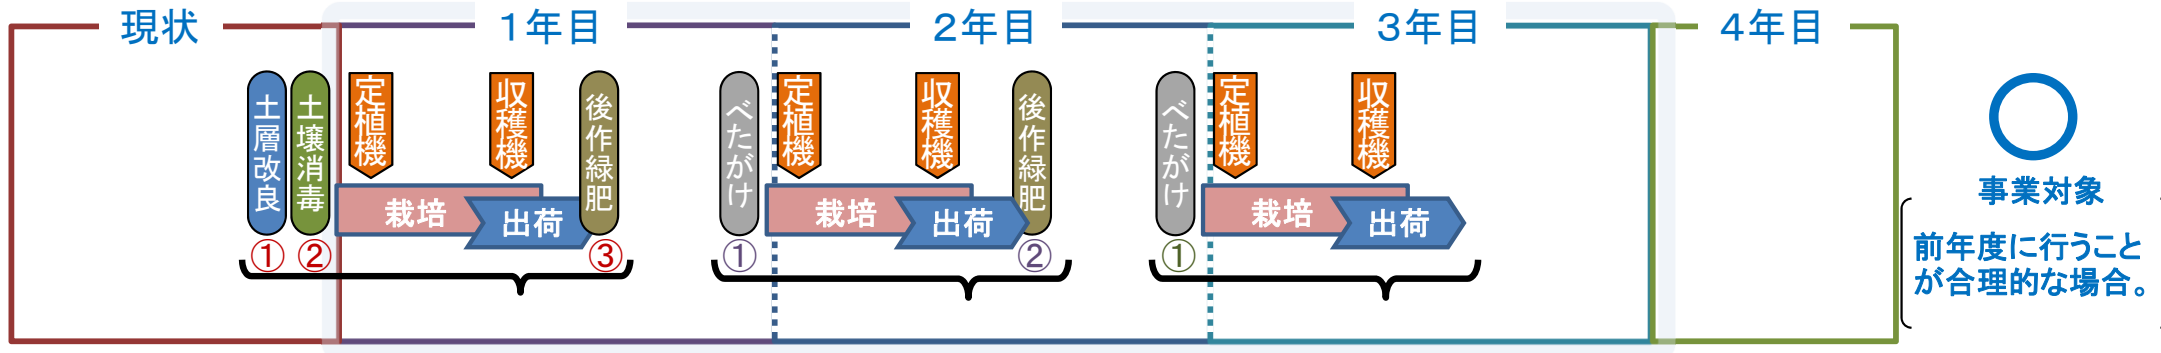 現状
1年目
2年目
3年目
4年目
土層改良
土壌消毒
定植機
収穫機
後作緑肥
べたがけ
定植機
収穫機
後作緑肥
べたがけ
定植機
収穫機
栽培
出荷
栽培
出荷
栽培
出荷
①
②
③
①
②
①
事業対象
前年度に行うこと
が合理的な場合。